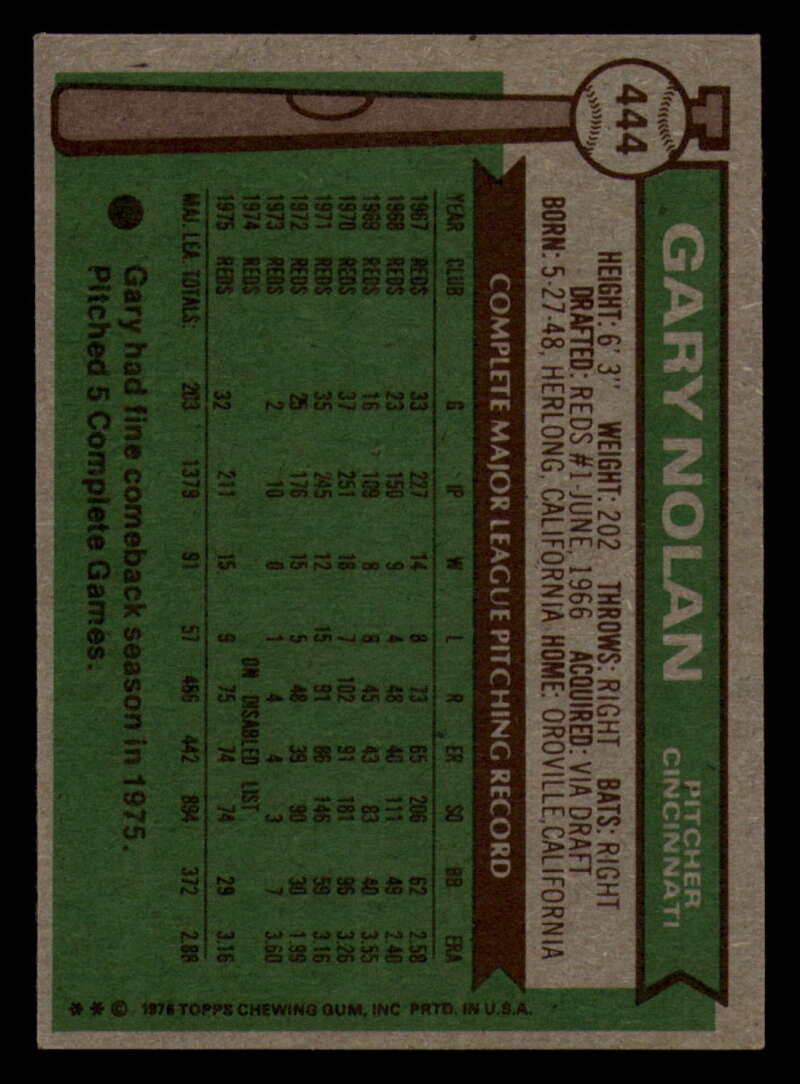 444
GARY NOLAN
PITCHER
CINCINNATI
HEIGHT: 6' 3" WEIGHT: 202 THROWS: RIGHT BATS: RIGHT
DRAFTED: REDS #1-JUNE, 1966 ACQUIRED: VIA DRAFT
BORN: 5-27-48, HERLONG, CALIFORNIA HOME: OROVILLE, CALIFORNIA
COMPLETE MAJOR LEAGUE PITCHING RECORD
YEAR CLUB G IP W L R ER SO BB ERA
1967 REDS 33 227 14 8 73 65 206 62 2.58
1968 REDS 23 150 9 4 48 40 111 49 2.40
1969 REDS 16 109 8 8 45 43 83 40 3.55
1970 REDS 37 251 18 7 102 91 181 96 3.26
1971 REDS 35 245 12 15 91 86 146 59 3.16
1972 REDS 25 176 15 5 48 39 90 30 1.99
1973 REDS 2 10 0 1 4 4 3 7 3.60
1974 REDS ON DISABLED LIST
1975 REDS 32 211 15 9 75 74 74 29 3.16
MAJ. LEA. TOTALS: 203 1379 91 57 486 442 894 372 2.88
Gary had fine comeback season in 1975.
Pitched 5 Complete Games.
** © 1976 TOPPS CHEWING GUM, INC PRTD. IN U.S.A.